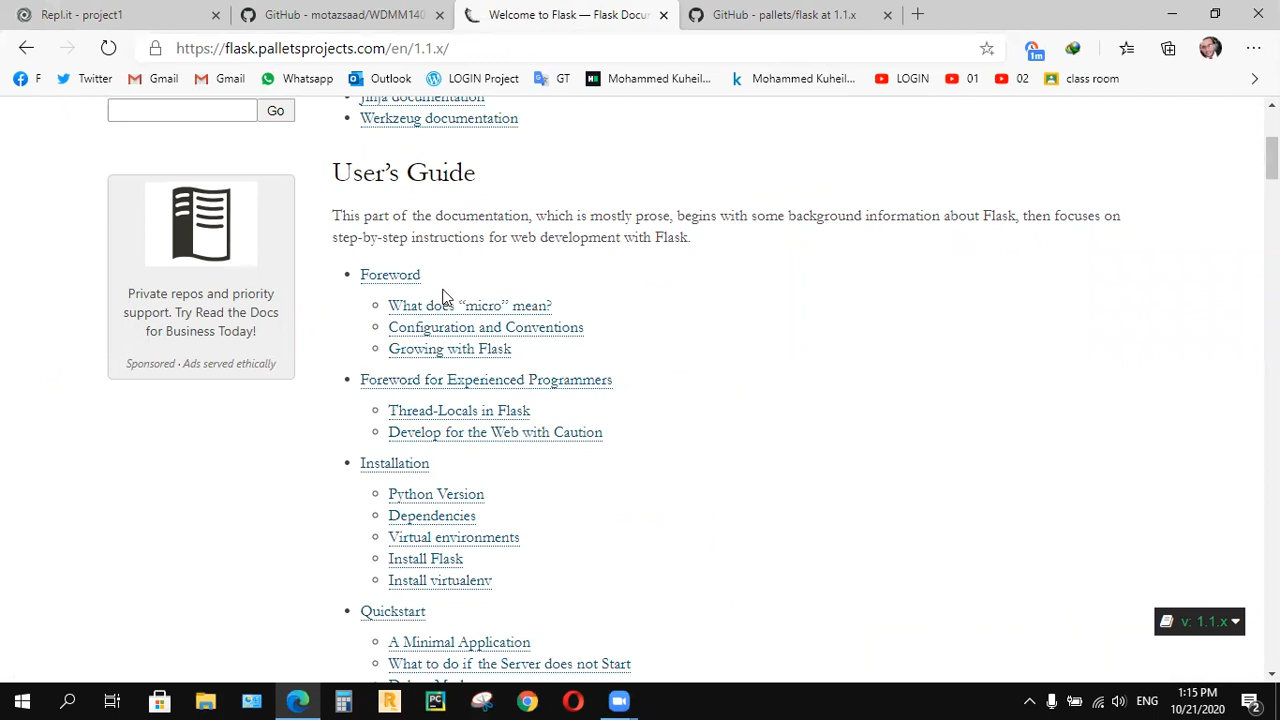 Repl.it - project1
GitHub - motazsaad/WDMM140
Welcome to Flask — Flask Docu
GitHub - pallets/flask at 1.1.x
https://flask.palletsprojects.com/en/1.1.x/
1m
F
Twitter
Gmail
Gmail
Whatsapp
Outlook
LOGIN Project
GT
Mohammed Kuheil...
Mohammed Kuheil...
LOGIN
01
02
class room
Go
Private repos and priority
support. Try Read the Docs
for Business Today!
Sponsored · Ads served ethically
Jinja documentation
Werkzeug documentation
User's Guide
This part of the documentation, which is mostly prose, begins with some background information about Flask, then focuses on
step-by-step instructions for web development with Flask.
Foreword
What does “micro” mean?
Configuration and Conventions
Growing with Flask
Foreword for Experienced Programmers
Thread-Locals in Flask
Develop for the Web with Caution
Installation
Python Version
Dependencies
Virtual environments
Install Flask
Install virtualenv
Quickstart
A Minimal Application
What to do if the Server does not Start
v: 1.1.x
PC
ENG
1:15 PM
10/21/2020
2